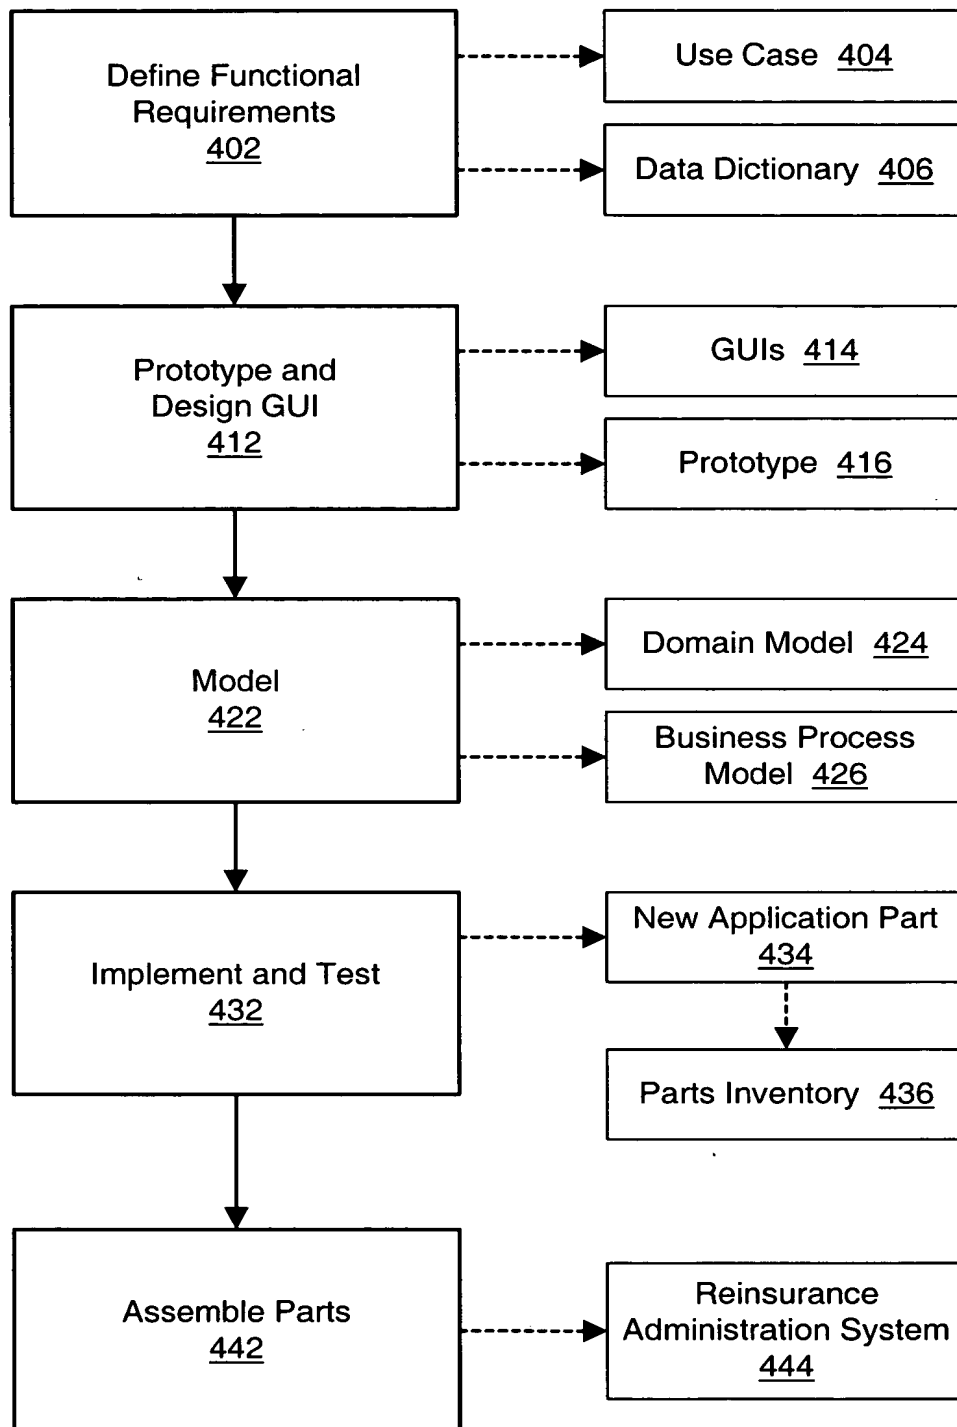 Define Functional
Requirements
402
Use Case 404
Data Dictionary 406
Prototype and
Design GUI
412
GUIs 414
Prototype 416
Model
422
Domain Model 424
Business Process
Model 426
Implement and Test
432
New Application Part
434
Parts Inventory 436
Assemble Parts
442
Reinsurance
Administration System
444